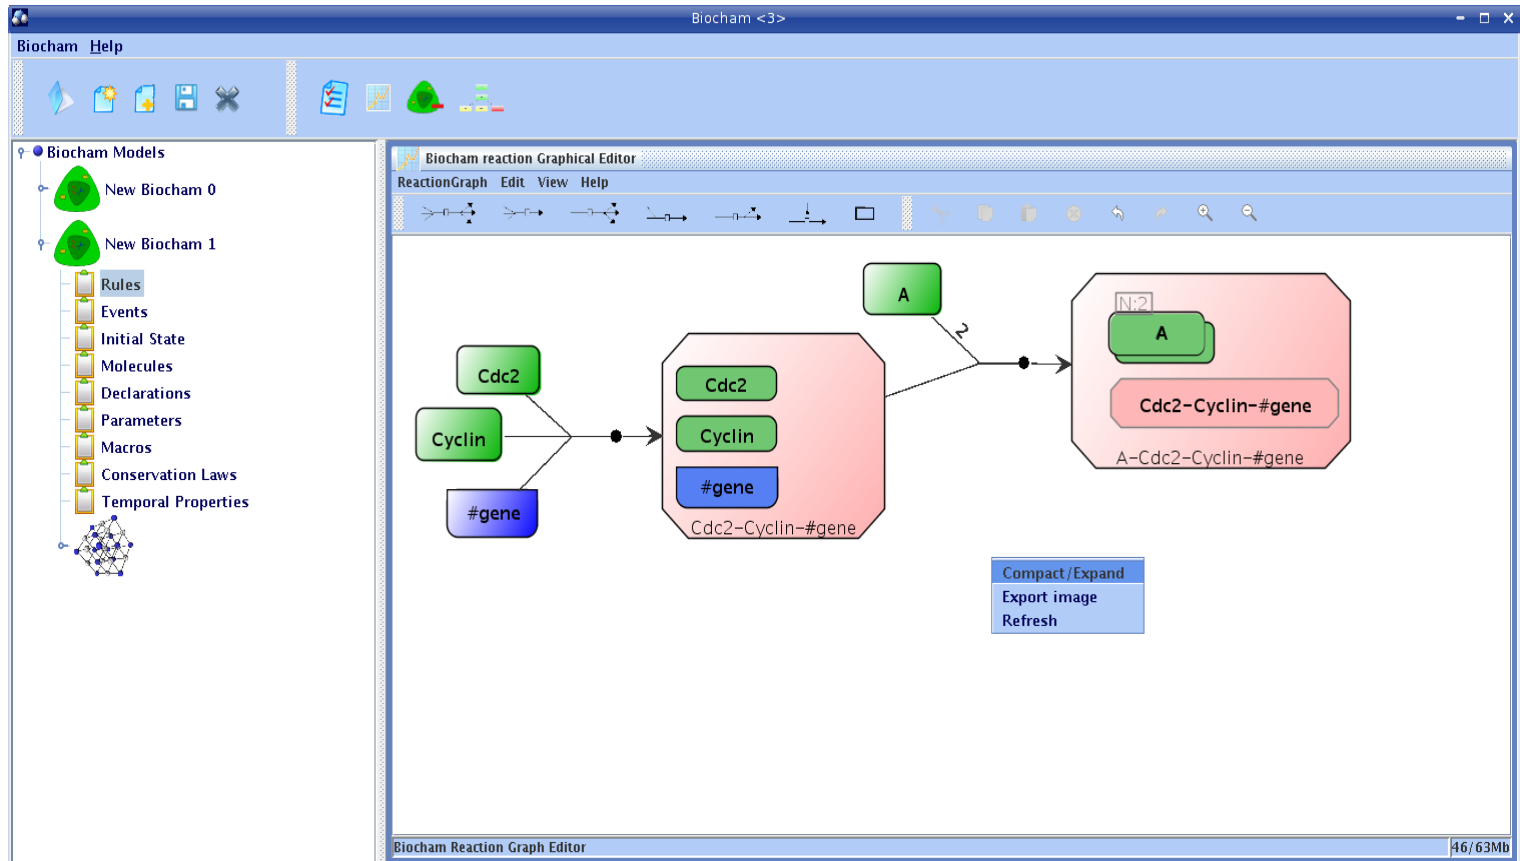 Biocham <3>
Biocham Help
Biocham Models
New Biocham 0
New Biocham 1
Rules
Events
Initial State
Molecules
Declarations
Parameters
Macros
Conservation Laws
Temporal Properties
Biocham reaction Graphical Editor
ReactionGraph Edit View Help
A
2
N:2
A
Cdc2-Cyclin-#gene
A-Cdc2-Cyclin-#gene
Cdc2
Cyclin
#gene
Cdc2
Cyclin
#gene
Cdc2-Cyclin-#gene
Compact/Expand
Export image
Refresh
Biocham Reaction Graph Editor
46/63Mb